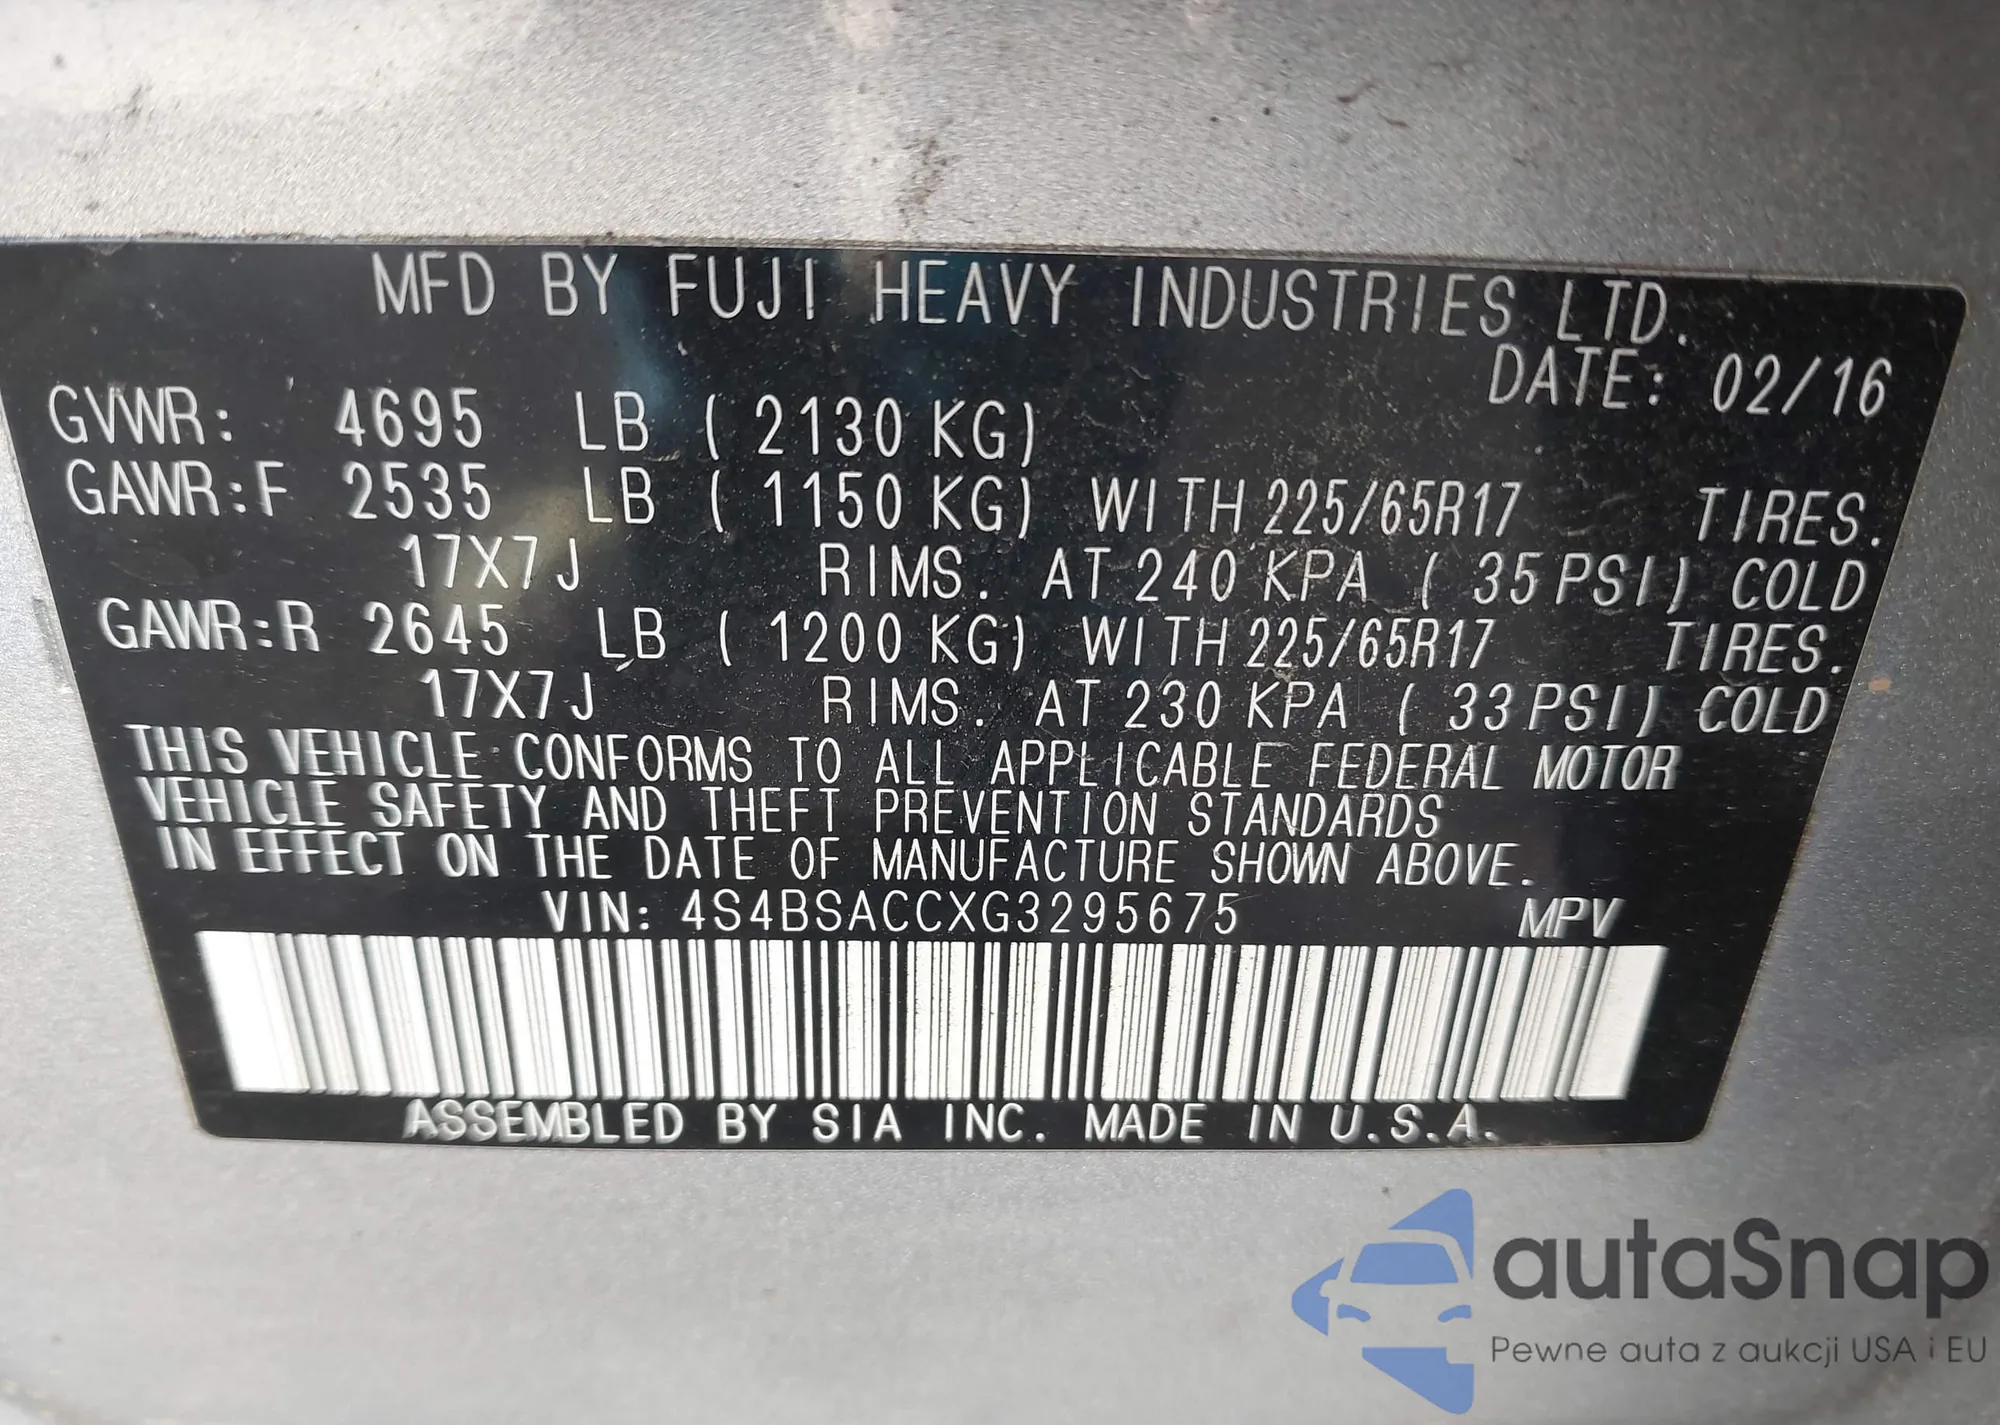 MFD BY FUJI HEAVY INDUSTRIES LTD.
DATE: 02/16
GVWR: 4695 LB ( 2130 KG)
GAWR:F 2535 LB ( 1150 KG) WITH 225/65R17 TIRES.
17X7J RIMS. AT 240 KPA ( 35 PSI) COLD
GAWR:R 2645 LB ( 1200 KG) WITH 225/65R17 TIRES.
17X7J RIMS. AT 230 KPA ( 33 PSI) COLD
THIS VEHICLE CONFORMS TO ALL APPLICABLE FEDERAL MOTOR
VEHICLE SAFETY AND THEFT PREVENTION STANDARDS
IN EFFECT ON THE DATE OF MANUFACTURE SHOWN ABOVE.
VIN: 4S4BSACCXG3295675 MPV
ASSEMBLED BY SIA INC. MADE IN U.S.A.
autaSnap
Pewne auta z aukcji USA i EU